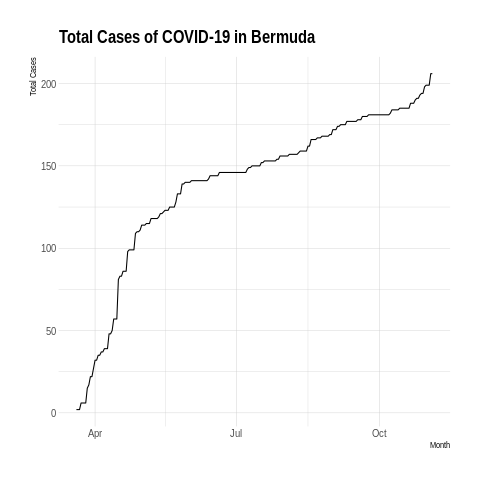 Total Cases of COVID-19 in Bermuda
Total Cases
200
150
100
50
0
Apr Jul Oct
Month